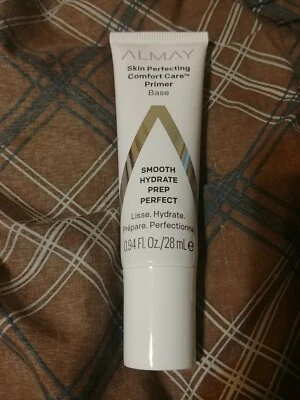 ALMAY
Skin Perfecting
Comfort Care™
Primer
Base
SMOOTH
HYDRATE
PREP
PERFECT
Lisse. Hydrate.
Prépare. Perfectionne.
0.94 Fl. Oz./28 mL e